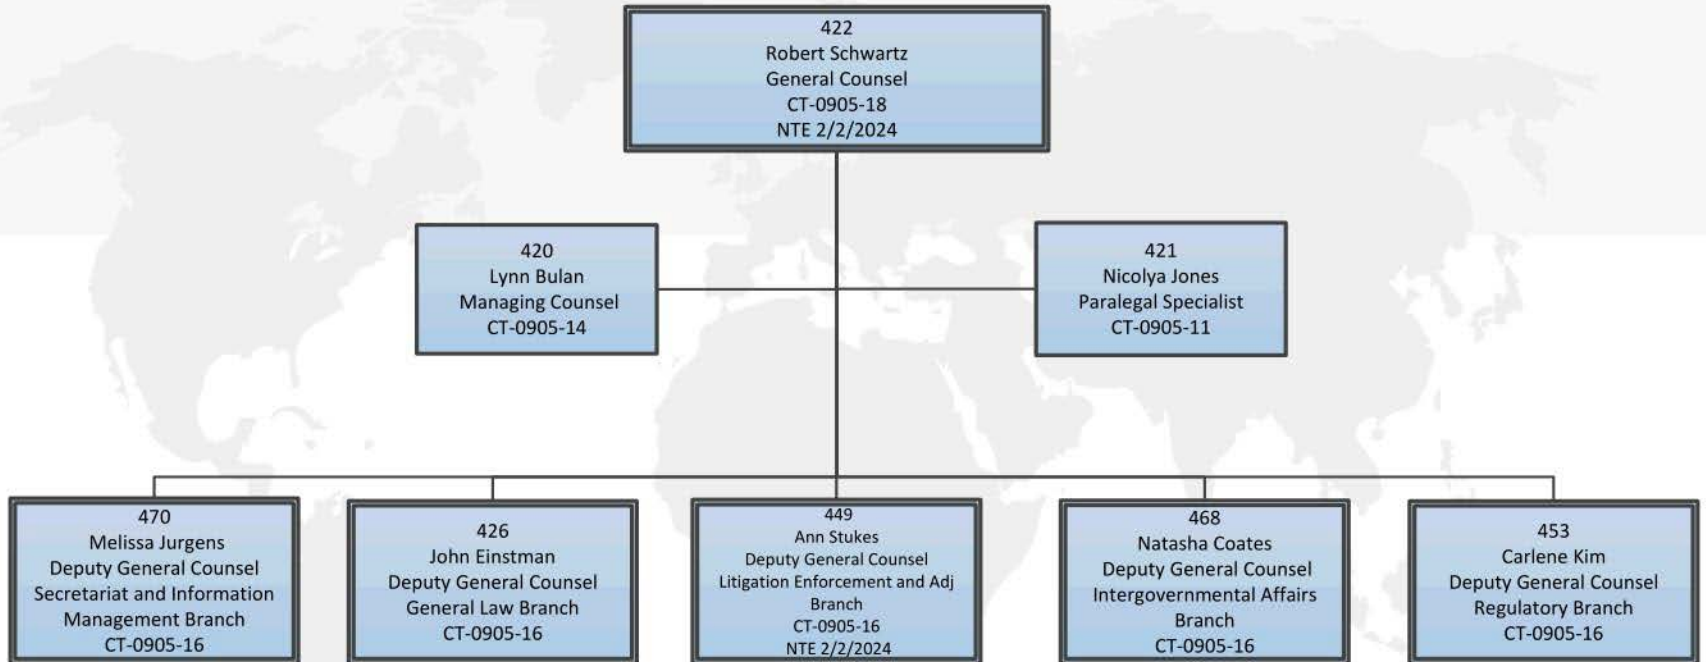 422
Robert Schwartz
General Counsel
CT-0905-18
NTE 2/2/2024
420
Lynn Bulan
Managing Counsel
CT-0905-14
421
Nicolya Jones
Paralegal Specialist
CT-0905-11
470
Melissa Jurgens
Deputy General Counsel
Secretariat and Information
Management Branch
CT-0905-16
426
John Einstman
Deputy General Counsel
General Law Branch
CT-0905-16
449
Ann Stukes
Deputy General Counsel
Litigation Enforcement and Adj
Branch
CT-0905-16
NTE 2/2/2024
468
Natasha Coates
Deputy General Counsel
Intergovernmental Affairs
Branch
CT-0905-16
453
Carlene Kim
Deputy General Counsel
Regulatory Branch
CT-0905-16